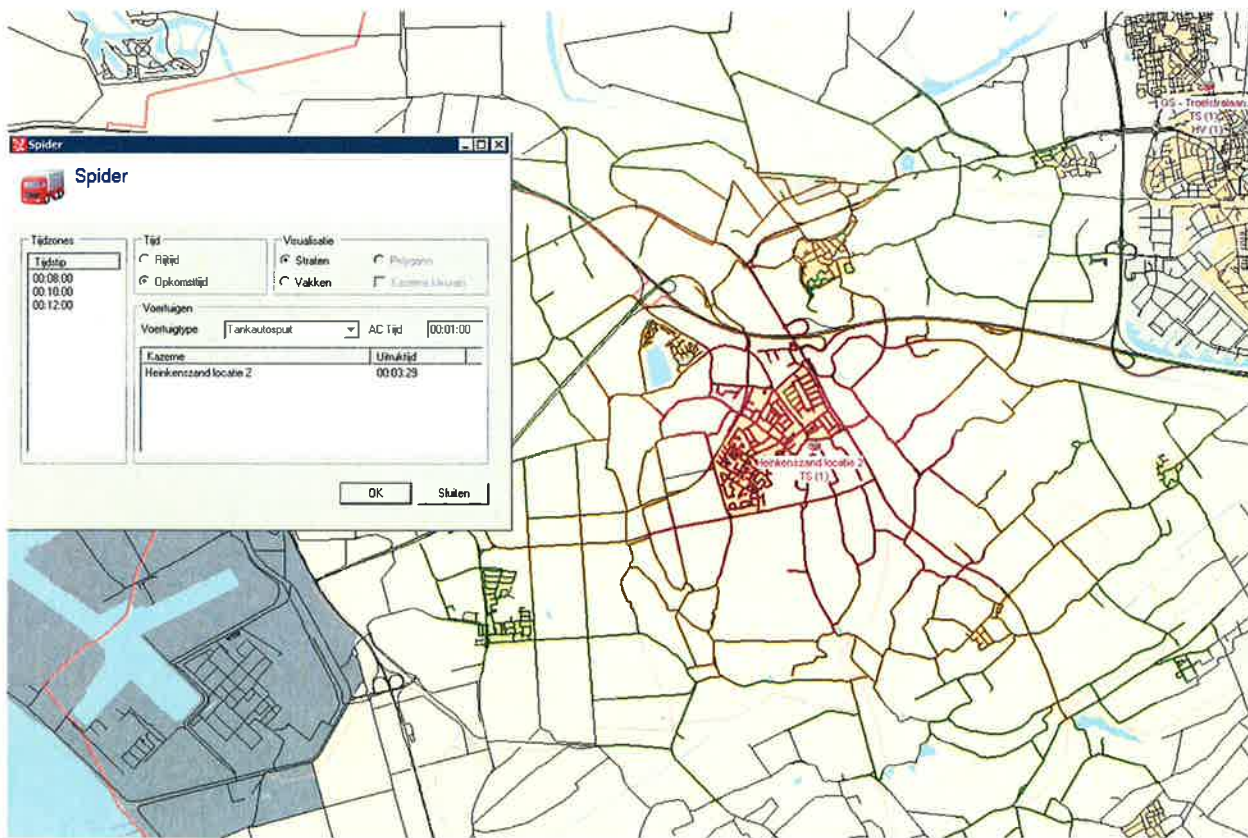 Spider
Spider
Tijdzones
Tijdstip
00:08:00
00:10:00
00:12:00
Tijd
Rijtijd
Opkomsttijd
Visualisatie
Straten
Polygoon
Vakken
Voertuigen
Voertuigtype
Tankautospuit
AC Tijd
00:01:00
Kazerne
Uitruktijd
Heinkenszand locatie 2
00:03:29
OK
Sluiten
GS - Troelstralaan
TS (1)
HV (1)
Heinkenszand locatie 2
TS (1)